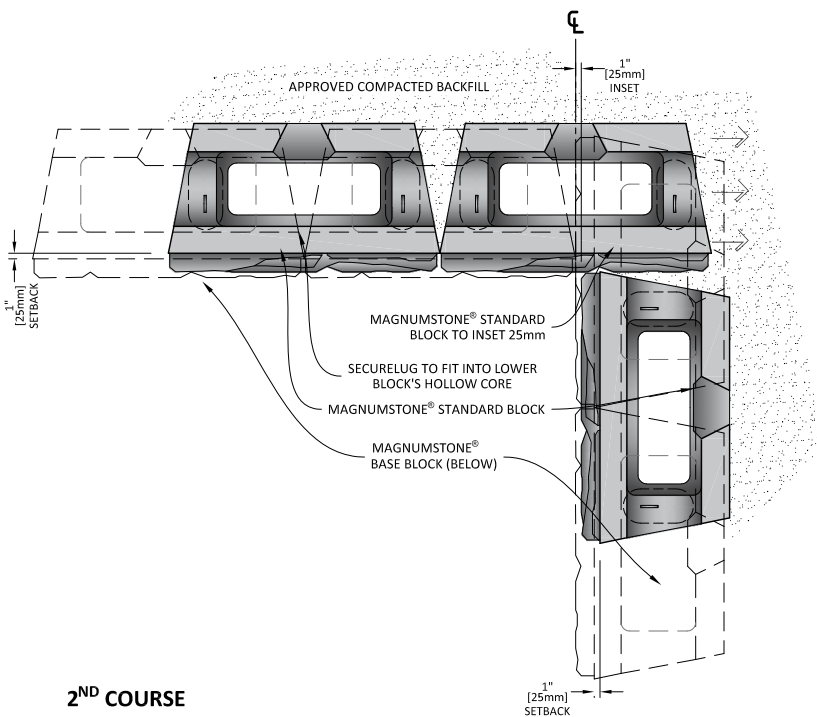 ℄
1"
[25mm]
INSET
APPROVED COMPACTED BACKFILL
1"
[25mm]
SETBACK
MAGNUMSTONE® STANDARD
BLOCK TO INSET 25mm
SECURELUG TO FIT INTO LOWER
BLOCK'S HOLLOW CORE
MAGNUMSTONE® STANDARD BLOCK
MAGNUMSTONE®
BASE BLOCK (BELOW)
1"
[25mm]
SETBACK
2ND COURSE